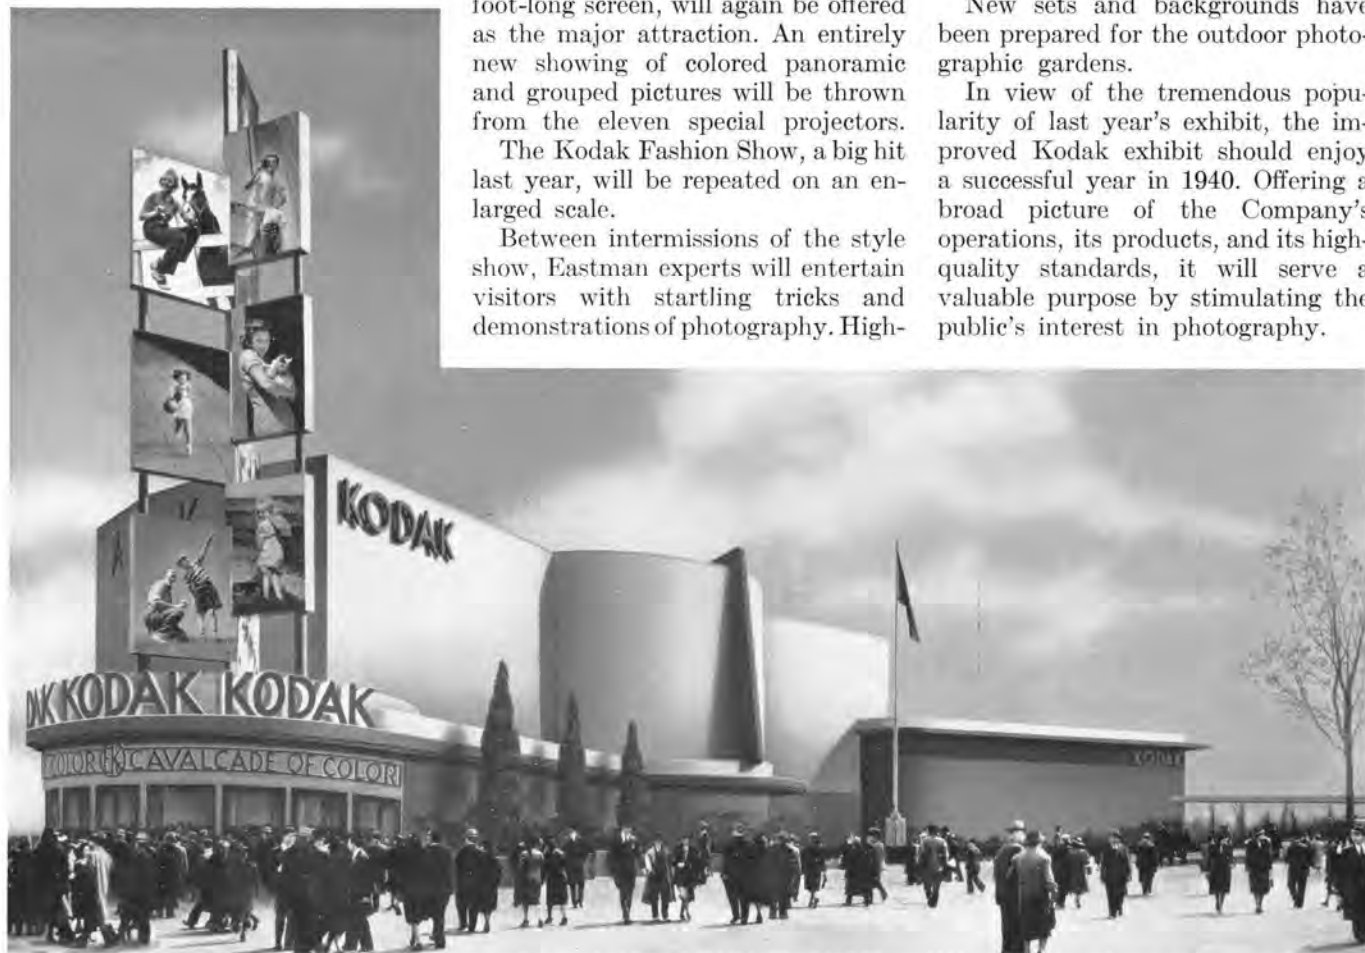 foot-long screen, will again be offered
as the major attraction. An entirely
new showing of colored panoramic
and grouped pictures will be thrown
from the eleven special projectors.
The Kodak Fashion Show, a big hit
last year, will be repeated on an en-
larged scale.
Between intermissions of the style
show, Eastman experts will entertain
visitors with startling tricks and
demonstrations of photography. High-
New sets and backgrounds have
been prepared for the outdoor photo-
graphic gardens.
In view of the tremendous popu-
larity of last year's exhibit, the im-
proved Kodak exhibit should enjoy
a successful year in 1940. Offering a
broad picture of the Company's
operations, its products, and its high-
quality standards, it will serve a
valuable purpose by stimulating the
public's interest in photography.
KODAK
DAK KODAK KODAK
COLOR EK CAVALCADE OF COLOR
KODAK